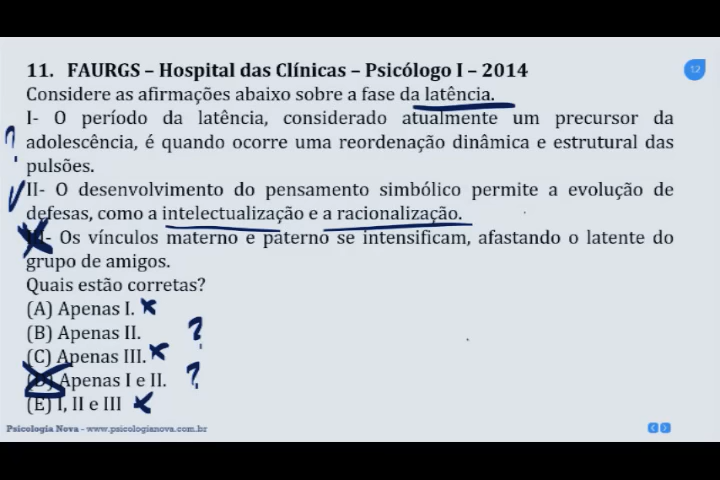 11. FAURGS – Hospital das Clínicas – Psicólogo I – 2014
12
Considere as afirmações abaixo sobre a fase da latência.
I- O período da latência, considerado atualmente um precursor da
? adolescência, é quando ocorre uma reordenação dinâmica e estrutural das
pulsões.
II- O desenvolvimento do pensamento simbólico permite a evolução de
defesas, como a intelectualização e a racionalização.
III- Os vínculos materno e paterno se intensificam, afastando o latente do
grupo de amigos.
Quais estão corretas?
(A) Apenas I. x
(B) Apenas II. ?
(C) Apenas III. x
(D) Apenas I e II. ?
(E) I, II e III x
Psicologia Nova - www.psicologianova.com.br